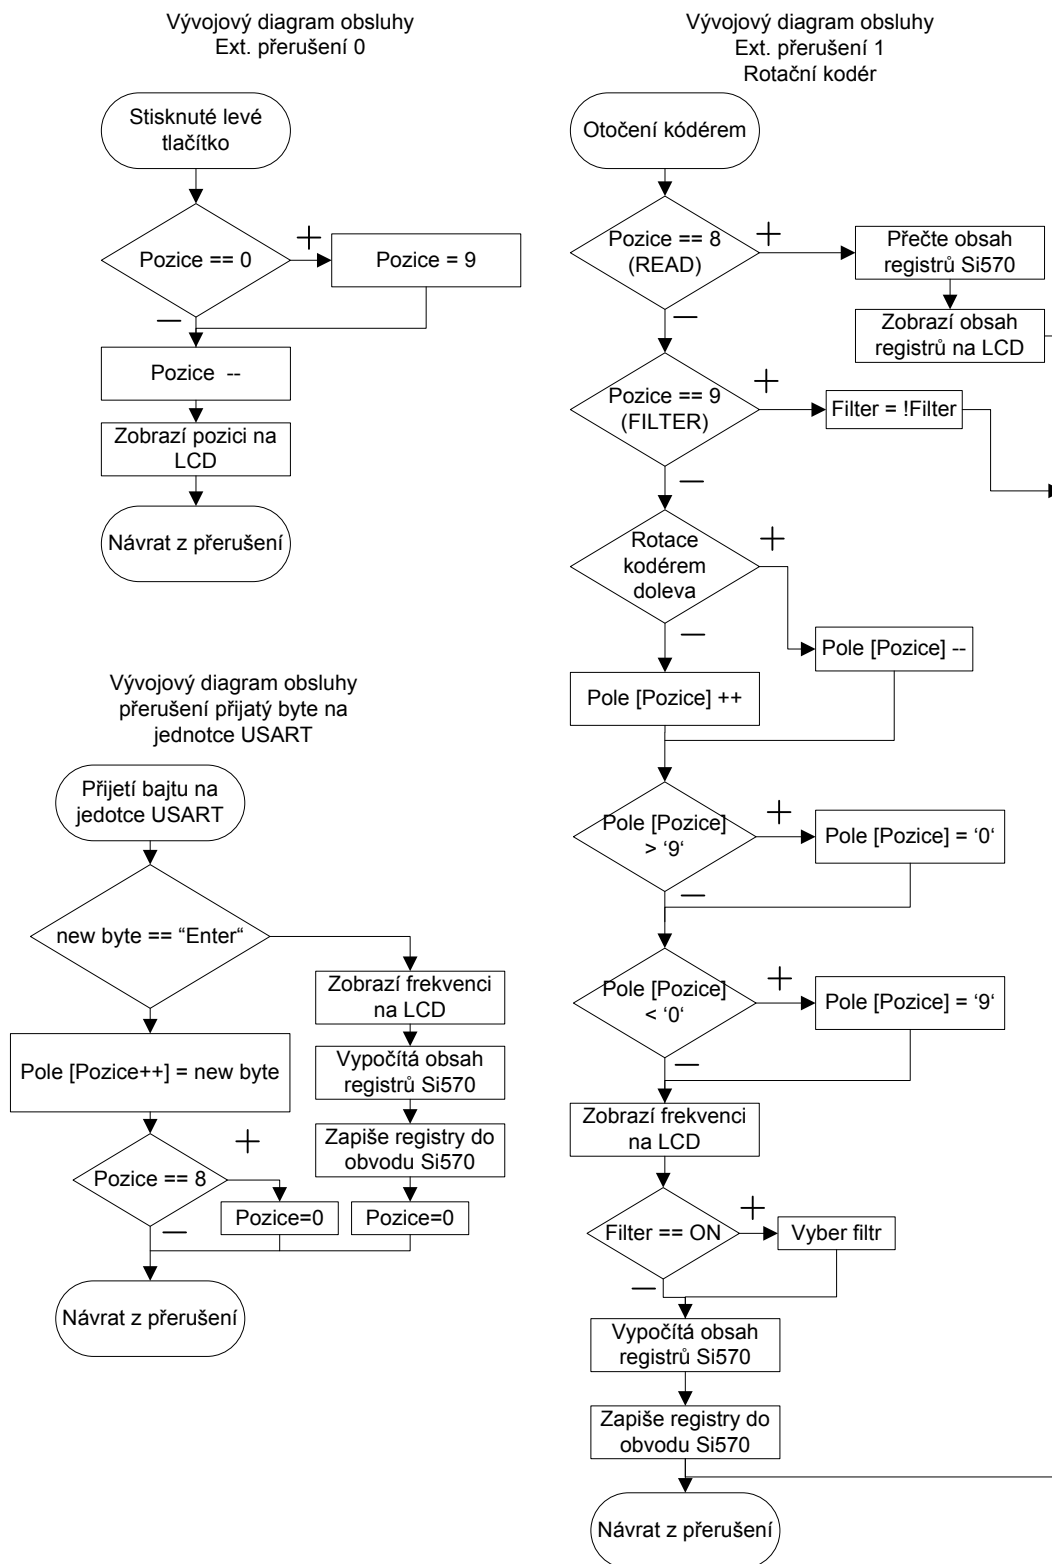 Vývojový diagram obsluhy
Ext. přerušení 0
Stisknuté levé
tlačítko
Pozice == 0
+
Pozice = 9
—
Pozice --
Zobrazí pozici na
LCD
Návrat z přerušení
Vývojový diagram obsluhy
přerušení přijatý byte na
jednotce USART
Přijetí bajtu na
jedotce USART
new byte == “Enter“
Zobrazí frekvenci
na LCD
Vypočítá obsah
registrů Si570
Zapiše registry do
obvodu Si570
Pozice=0
Pole [Pozice++] = new byte
Pozice == 8
+
Pozice=0
—
Návrat z přerušení
Vývojový diagram obsluhy
Ext. přerušení 1
Rotační kodér
Otočení kódérem
Pozice == 8
(READ)
+
Přečte obsah
registrů Si570
Zobrazí obsah
registrů na LCD
—
Pozice == 9
(FILTER)
+
Filter = !Filter
—
Rotace
kodérem
doleva
+
Pole [Pozice] --
—
Pole [Pozice] ++
Pole [Pozice]
> ‘9‘
+
Pole [Pozice] = ‘0‘
—
Pole [Pozice]
< ‘0‘
+
Pole [Pozice] = ‘9‘
—
Zobrazí frekvenci
na LCD
Filter == ON
+
Vyber filtr
—
Vypočítá obsah
registrů Si570
Zapiše registry do
obvodu Si570
Návrat z přerušení